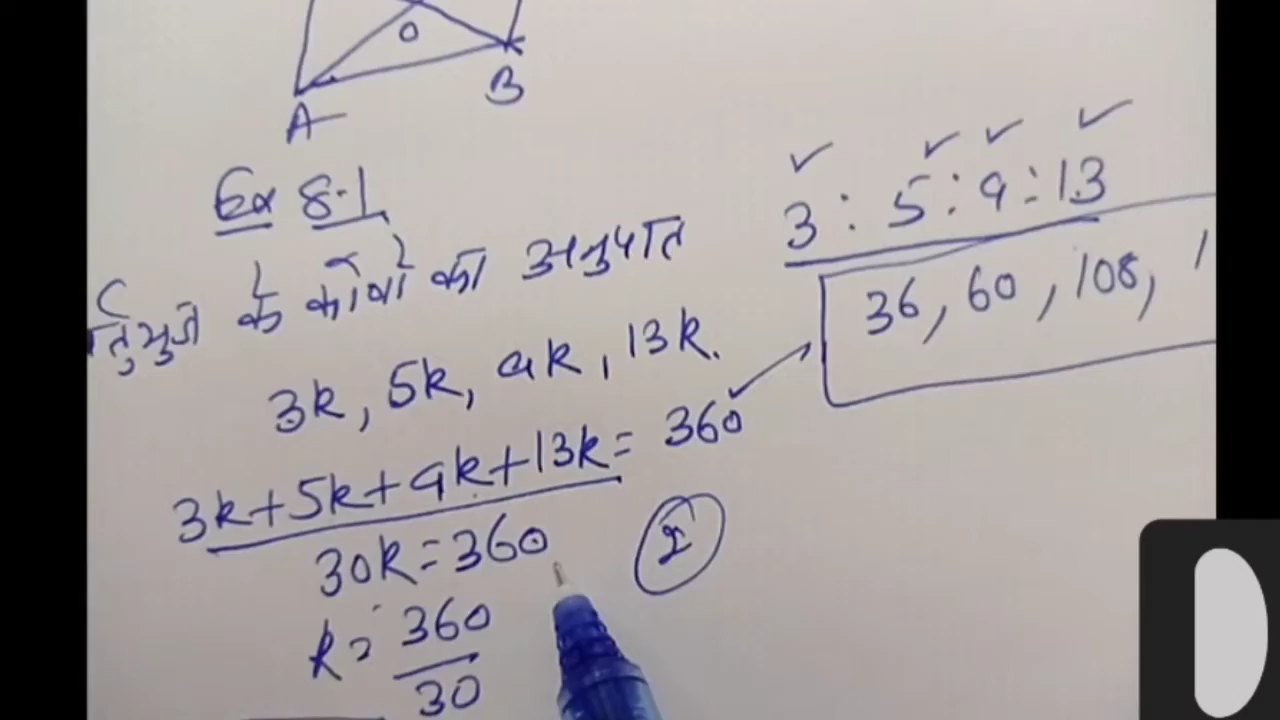 O
A
B
Ex 8.1
3 : 5 : 9 : 13
के कोणों का अनुपात
36, 60, 108, 1
3k, 5k, 9k, 13k.
3k+5k+9k+13k = 360
30k = 360
k = 360
30